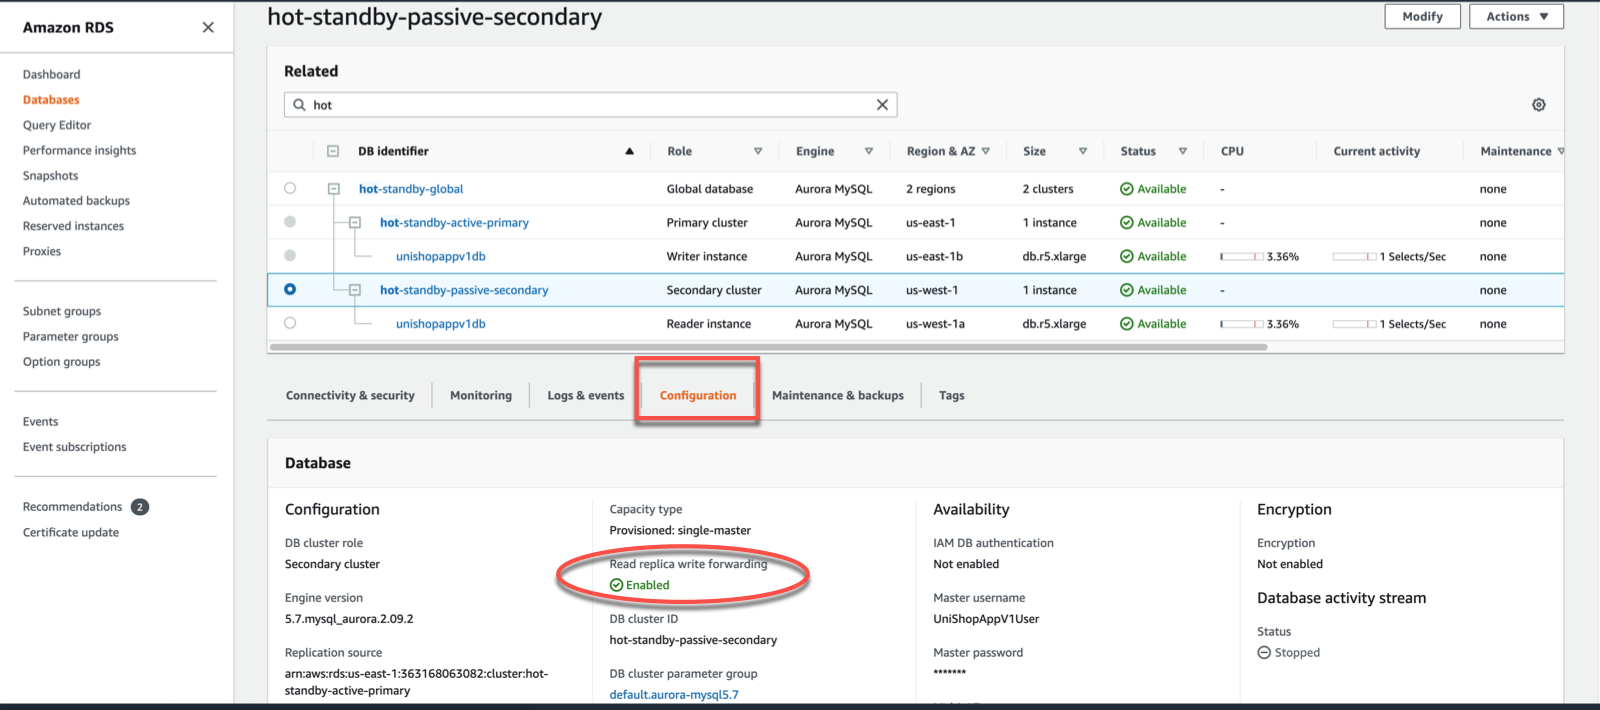 Amazon RDS
Dashboard
Databases
Query Editor
Performance insights
Snapshots
Automated backups
Reserved instances
Proxies
Subnet groups
Parameter groups
Option groups
Events
Event subscriptions
Recommendations 2
Certificate update
hot-standby-passive-secondary
Modify
Actions
Related
hot
DB identifier Role Engine Region & AZ Size Status CPU Current activity Maintenance
hot-standby-global Global database Aurora MySQL 2 regions 2 clusters Available - none
hot-standby-active-primary Primary cluster Aurora MySQL us-east-1 1 instance Available - none
unishopappv1db Writer instance Aurora MySQL us-east-1b db.r5.xlarge Available 3.36% 1 Selects/Sec none
hot-standby-passive-secondary Secondary cluster Aurora MySQL us-west-1 1 instance Available - none
unishopappv1db Reader instance Aurora MySQL us-west-1a db.r5.xlarge Available 3.36% 1 Selects/Sec none
Connectivity & security Monitoring Logs & events Configuration Maintenance & backups Tags
Database
Configuration
DB cluster role
Secondary cluster
Engine version
5.7.mysql_aurora.2.09.2
Replication source
arn:aws:rds:us-east-1:363168063082:cluster:hot-
standby-active-primary
Capacity type
Provisioned: single-master
Read replica write forwarding
Enabled
DB cluster ID
hot-standby-passive-secondary
DB cluster parameter group
default.aurora-mysql5.7
Availability
IAM DB authentication
Not enabled
Master username
UniShopAppV1User
Master password
*******
Encryption
Encryption
Not enabled
Database activity stream
Status
Stopped